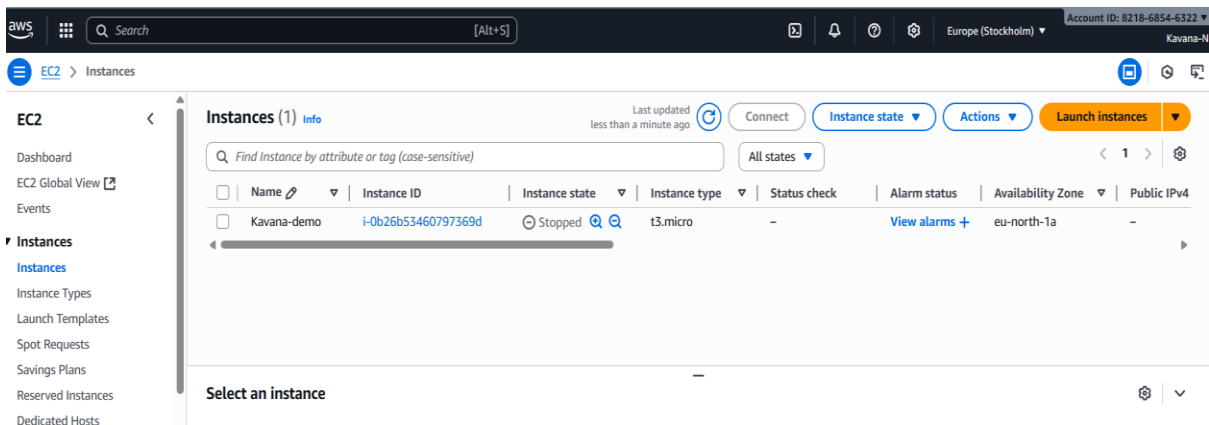 aws Search [Alt+S] Europe (Stockholm) ▼ Account ID: 8218-6854-6322 ▼
Kavana-N
EC2 > Instances
EC2
Dashboard
EC2 Global View
Events
▼ Instances
Instances
Instance Types
Launch Templates
Spot Requests
Savings Plans
Reserved Instances
Dedicated Hosts
Instances (1) Info
Last updated
less than a minute ago
Connect Instance state ▼ Actions ▼ Launch instances ▼
Find Instance by attribute or tag (case-sensitive) All states ▼ < 1 >
Name Instance ID Instance state Instance type Status check Alarm status Availability Zone Public IPv4
Kavana-demo i-0b26b53460797369d Stopped t3.micro – View alarms + eu-north-1a –
Select an instance